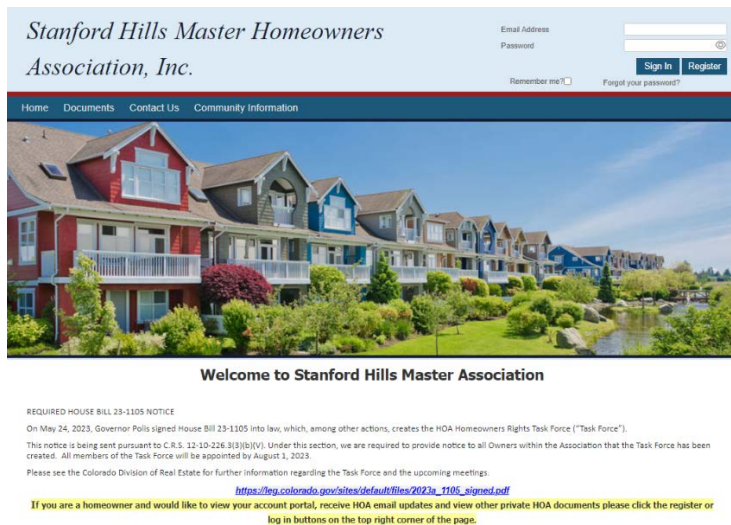 Stanford Hills Master Homeowners
Association, Inc.
Email Address
Password
Sign In Register
Remember me? Forgot your password?
Home Documents Contact Us Community Information
Welcome to Stanford Hills Master Association
REQUIRED HOUSE BILL 23-1105 NOTICE
On May 24, 2023, Governor Polis signed House Bill 23-1105 into law, which, among other actions, creates the HOA Homeowners Rights Task Force ("Task Force").
This notice is being sent pursuant to C.R.S. 12-10-226.3(3)(b)(V). Under this section, we are required to provide notice to all Owners within the Association that the Task Force has been
created. All members of the Task Force will be appointed by August 1, 2023.
Please see the Colorado Division of Real Estate for further information regarding the Task Force and the upcoming meetings.
https://leg.colorado.gov/sites/default/files/2023a_1105_signed.pdf
If you are a homeowner and would like to view your account portal, receive HOA email updates and view other private HOA documents please click the register or
log in buttons on the top right corner of the page.